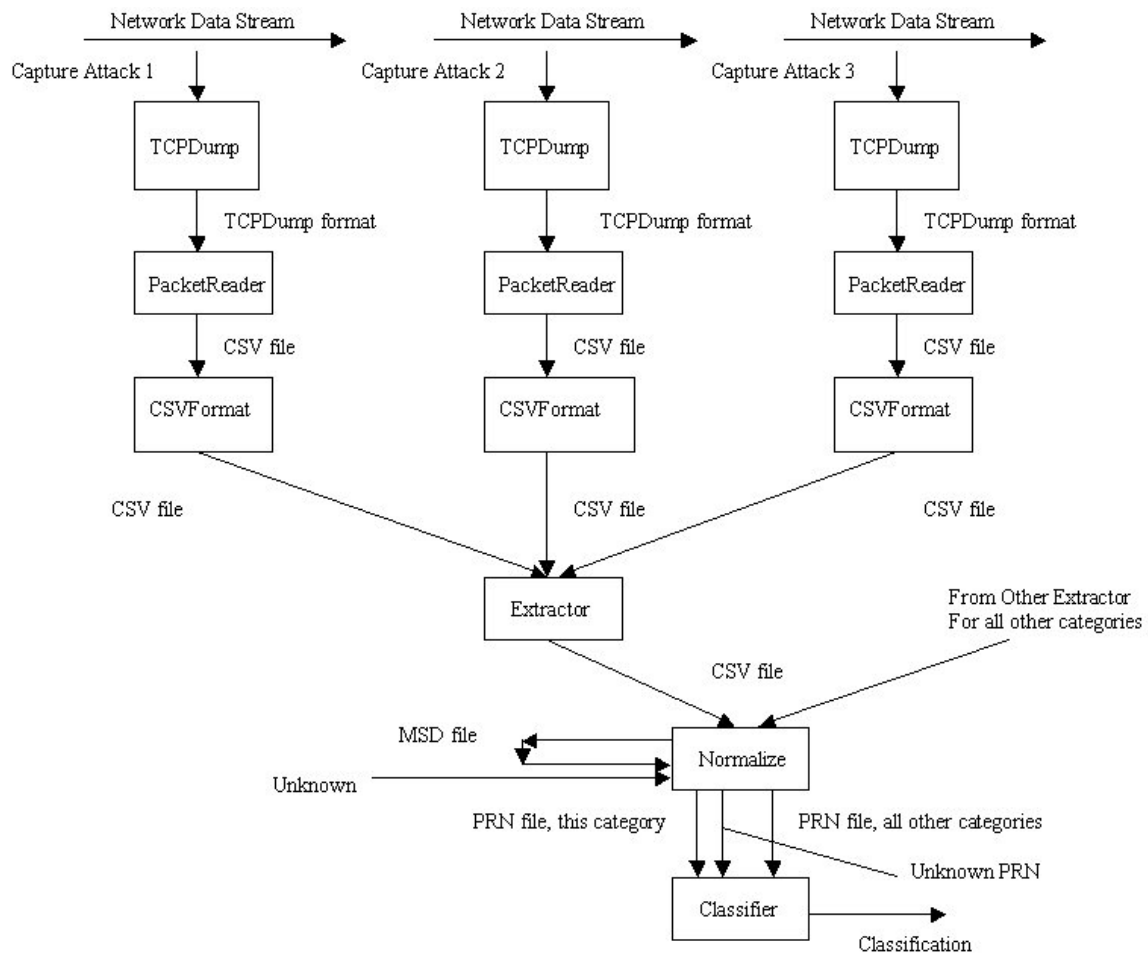 Network Data Stream
Network Data Stream
Network Data Stream
Capture Attack 1
Capture Attack 2
Capture Attack 3
TCPDump
TCPDump
TCPDump
TCPDump format
TCPDump format
TCPDump format
PacketReader
PacketReader
PacketReader
CSV file
CSV file
CSV file
CSVFormat
CSVFormat
CSVFormat
CSV file
CSV file
CSV file
Extractor
From Other Extractor
For all other categories
CSV file
MSD file
Normalize
Unknown
PRN file, this category
PRN file, all other categories
Unknown PRN
Classifier
Classification